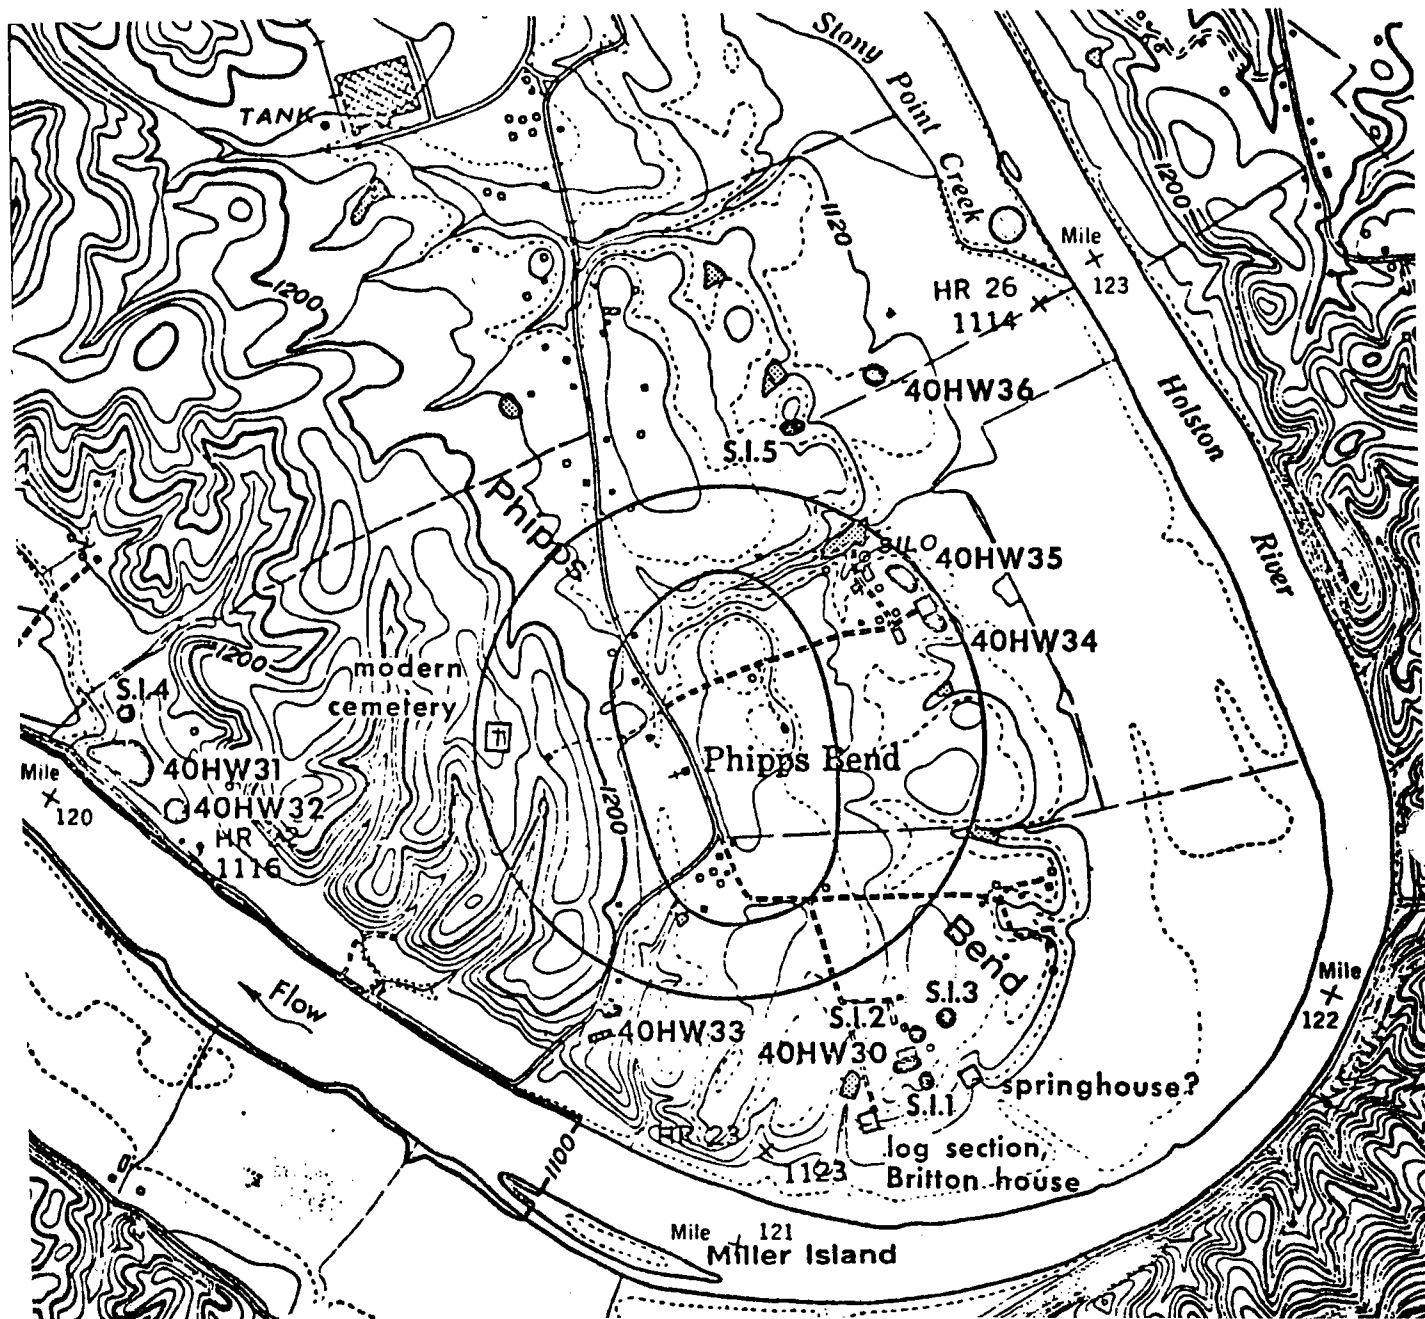 Stony Point Creek
TANK
1200
1120
1200
Mile
123
HR 26
1114
Holston River
40HW36
S.I.5
Phipps Bend
SILO
40HW35
40HW34
1200
modern
cemetery
S.I.4
40HW31
40HW32
Mile
120
1116
Phipps Bend
1200
Flow
S.I.3
S.I.2
40HW33
40HW30
Mile
122
springhouse?
S.I.1
HR 23
1123
log section,
Britton house
1100
Mile 121
Miller Island